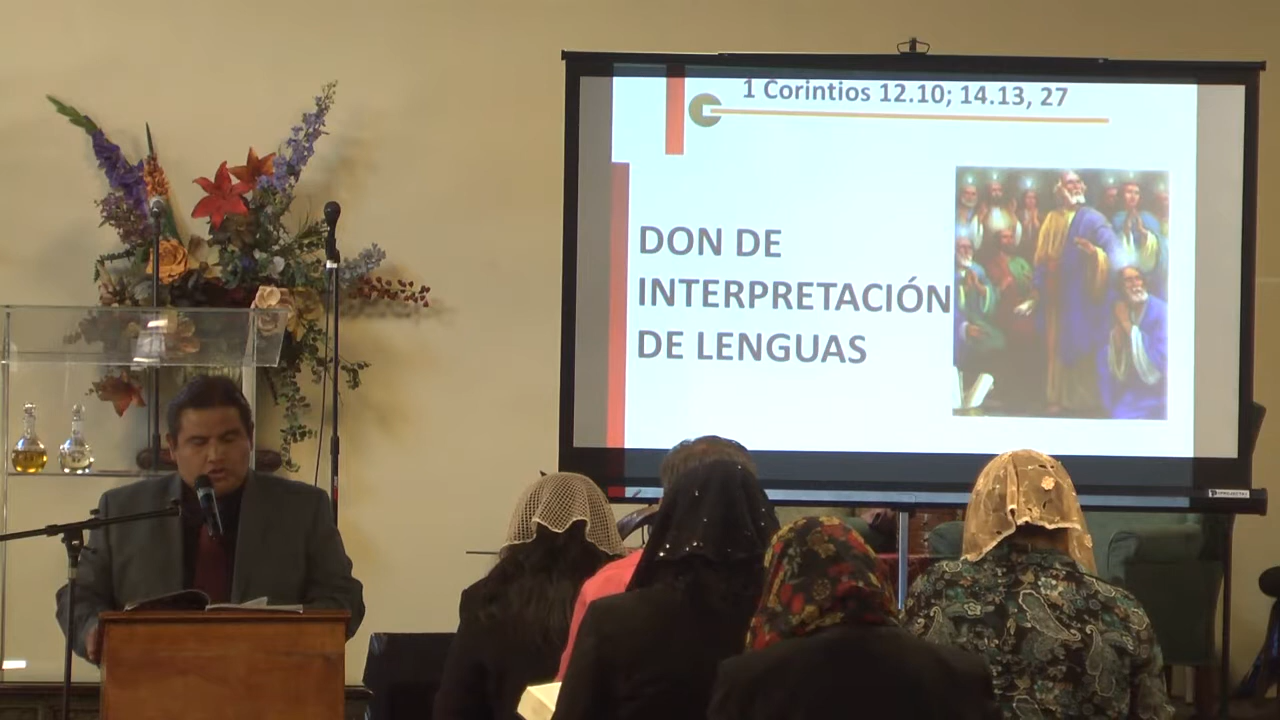 1 Corintios 12.10; 14.13, 27
DON DE
INTERPRETACIÓN
DE LENGUAS